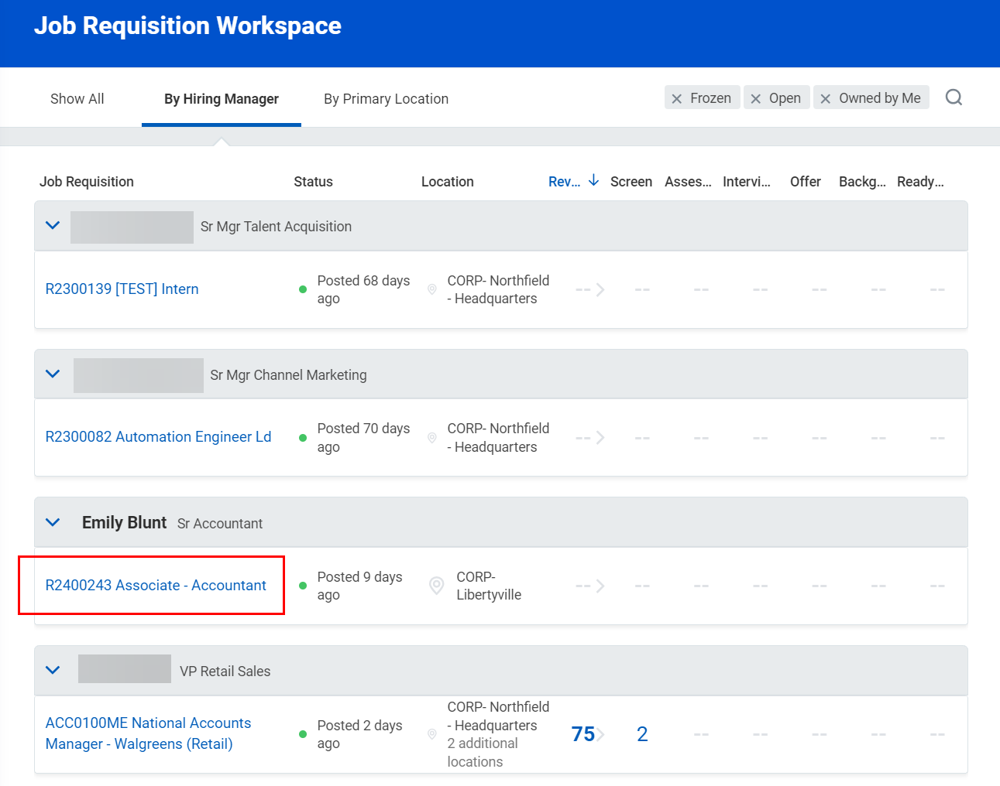 Job Requisition Workspace
Show All
By Hiring Manager
By Primary Location
Frozen
Open
Owned by Me
Job Requisition
Status
Location
Rev...
Screen
Asses...
Intervi...
Offer
Backg...
Ready...
Sr Mgr Talent Acquisition
R2300139 [TEST] Intern
Posted 68 days
ago
CORP- Northfield
- Headquarters
-- -- -- -- -- -- --
Sr Mgr Channel Marketing
R2300082 Automation Engineer Ld
Posted 70 days
ago
CORP- Northfield
- Headquarters
-- -- -- -- -- -- --
Emily Blunt Sr Accountant
R2400243 Associate - Accountant
Posted 9 days
ago
CORP-
Libertyville
-- -- -- -- -- -- --
VP Retail Sales
ACC0100ME National Accounts
Manager - Walgreens (Retail)
Posted 2 days
ago
CORP- Northfield
- Headquarters
2 additional
locations
75 2 -- -- -- -- --